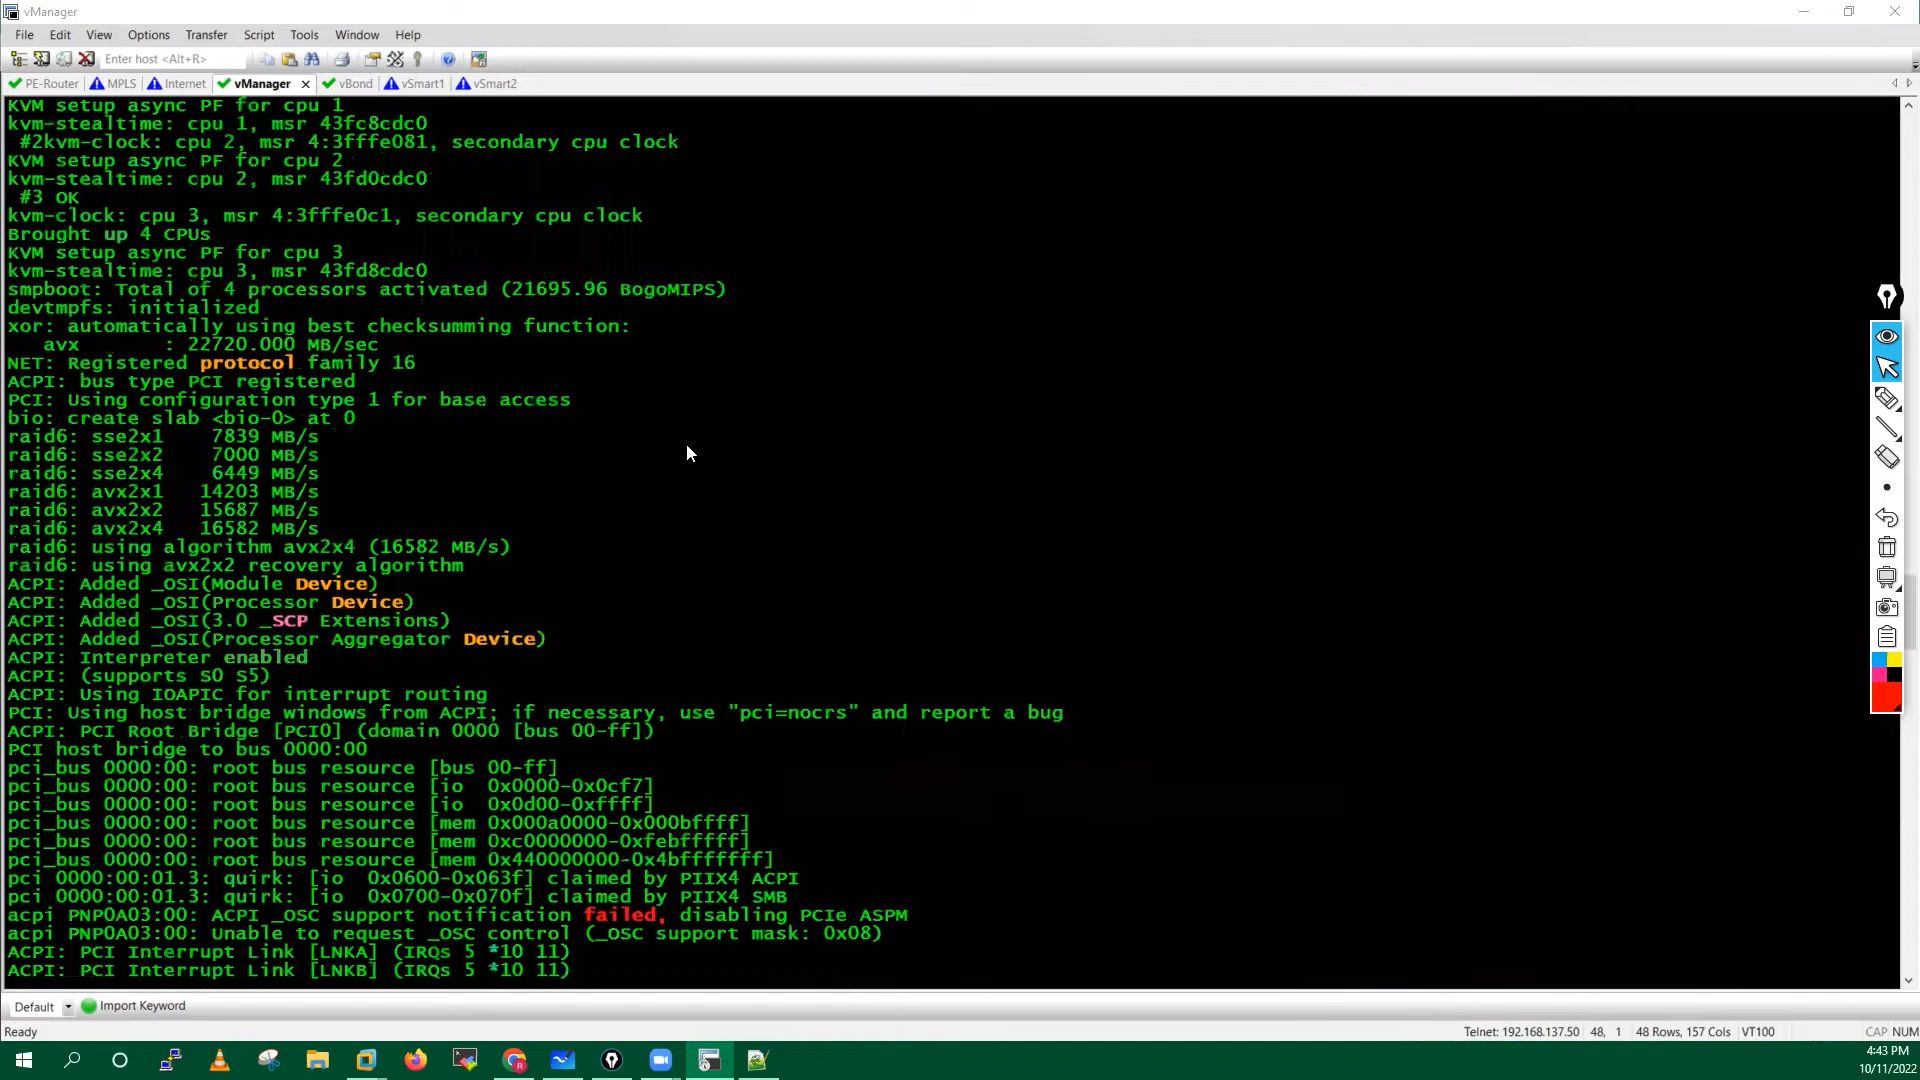 vManager
File Edit View Options Transfer Script Tools Window Help
Enter host <Alt+R>
PE-Router MPLS Internet vManager vBond vSmart1 vSmart2
KVM setup async PF for cpu 1
kvm-stealtime: cpu 1, msr 43fc8cdc0
#2kvm-clock: cpu 2, msr 4:3fffe081, secondary cpu clock
KVM setup async PF for cpu 2
kvm-stealtime: cpu 2, msr 43fd0cdc0
#3 OK
kvm-clock: cpu 3, msr 4:3fffe0c1, secondary cpu clock
Brought up 4 CPUs
KVM setup async PF for cpu 3
kvm-stealtime: cpu 3, msr 43fd8cdc0
smpboot: Total of 4 processors activated (21695.96 BogoMIPS)
devtmpfs: initialized
xor: automatically using best checksumming function:
avx : 22720.000 MB/sec
NET: Registered protocol family 16
ACPI: bus type PCI registered
PCI: Using configuration type 1 for base access
bio: create slab <bio-0> at 0
raid6: sse2x1 7839 MB/s
raid6: sse2x2 7000 MB/s
raid6: sse2x4 6449 MB/s
raid6: avx2x1 14203 MB/s
raid6: avx2x2 15687 MB/s
raid6: avx2x4 16582 MB/s
raid6: using algorithm avx2x4 (16582 MB/s)
raid6: using avx2x2 recovery algorithm
ACPI: Added _OSI(Module Device)
ACPI: Added _OSI(Processor Device)
ACPI: Added _OSI(3.0 _SCP Extensions)
ACPI: Added _OSI(Processor Aggregator Device)
ACPI: Interpreter enabled
ACPI: (supports S0 S5)
ACPI: Using IOAPIC for interrupt routing
PCI: Using host bridge windows from ACPI; if necessary, use "pci=nocrs" and report a bug
ACPI: PCI Root Bridge [PCI0] (domain 0000 [bus 00-ff])
PCI host bridge to bus 0000:00
pci_bus 0000:00: root bus resource [bus 00-ff]
pci_bus 0000:00: root bus resource [io 0x0000-0x0cf7]
pci_bus 0000:00: root bus resource [io 0x0d00-0xffff]
pci_bus 0000:00: root bus resource [mem 0x000a0000-0x000bffff]
pci_bus 0000:00: root bus resource [mem 0xc0000000-0xfebfffff]
pci_bus 0000:00: root bus resource [mem 0x440000000-0x4bfffffff]
pci 0000:00:01.3: quirk: [io 0x0600-0x063f] claimed by PIIX4 ACPI
pci 0000:00:01.3: quirk: [io 0x0700-0x070f] claimed by PIIX4 SMB
acpi PNP0A03:00: ACPI _OSC support notification failed, disabling PCIe ASPM
acpi PNP0A03:00: Unable to request _OSC control (_OSC support mask: 0x08)
ACPI: PCI Interrupt Link [LNKA] (IRQs 5 *10 11)
ACPI: PCI Interrupt Link [LNKB] (IRQs 5 *10 11)
Default Import Keyword
Ready Telnet: 192.168.137.50 48, 1 48 Rows, 157 Cols VT100 CAP NUM
4:43 PM
10/11/2022